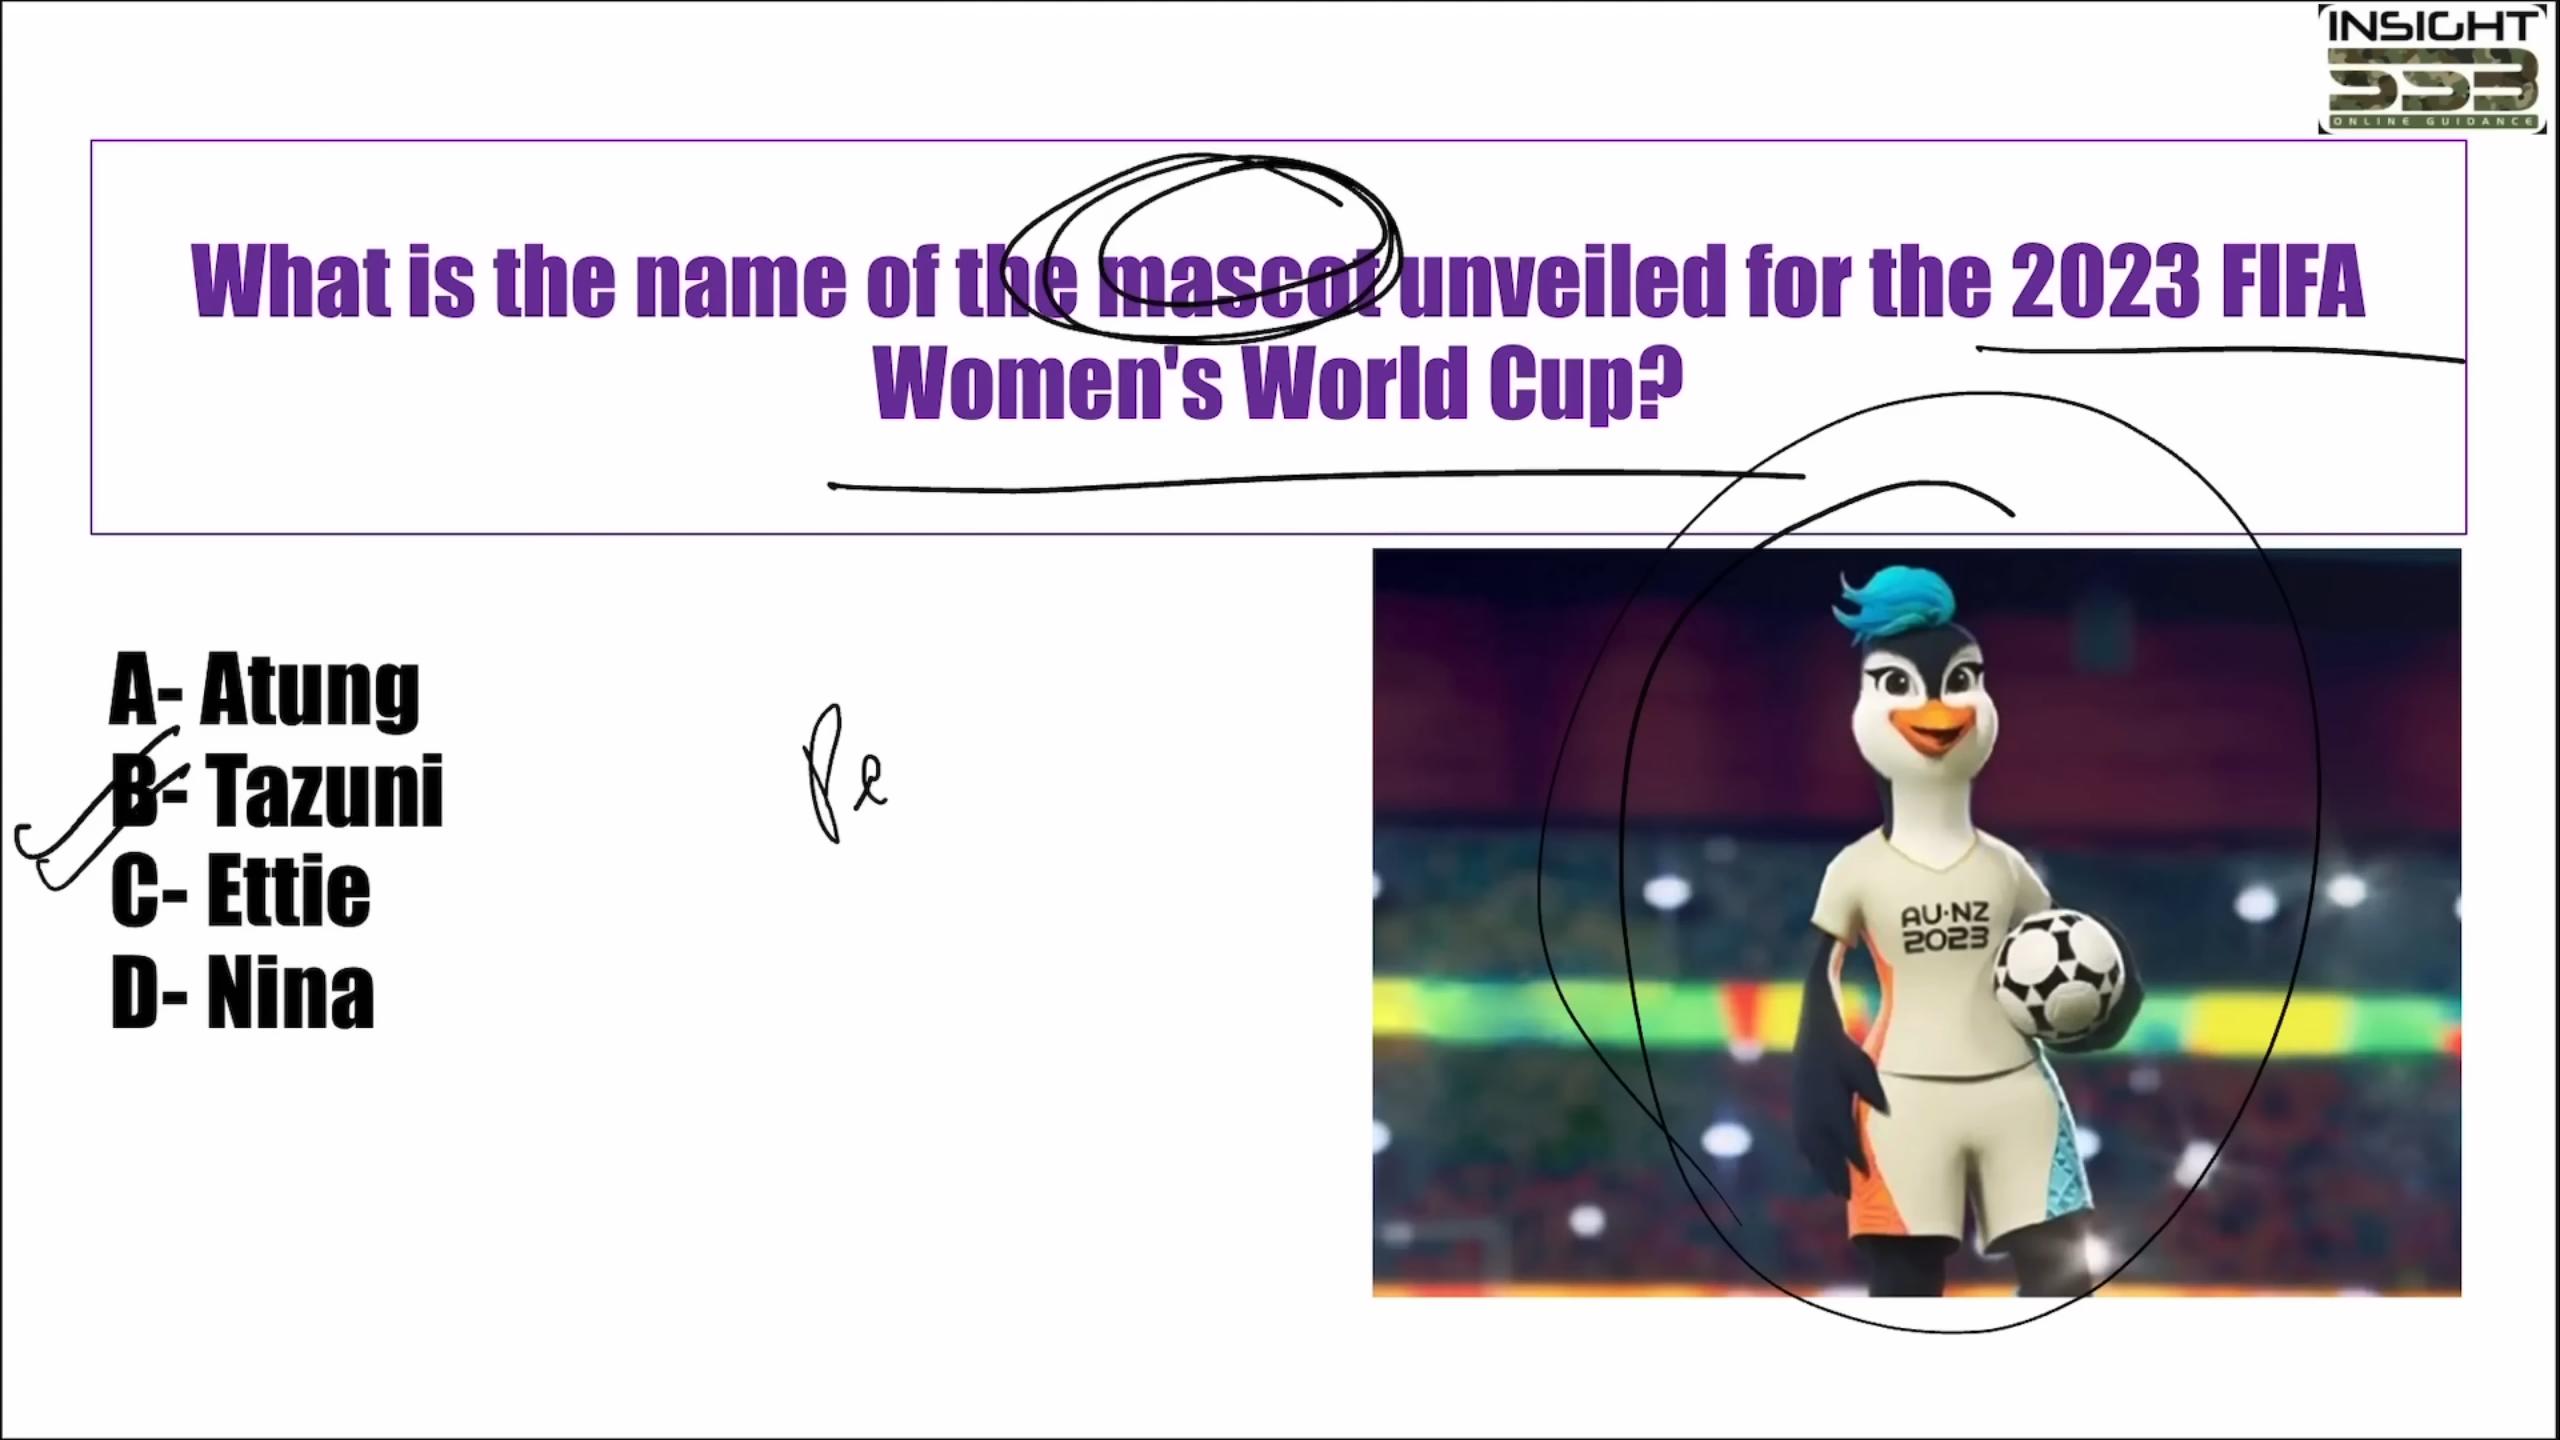 INSIGHT
SSB
ONLINE GUIDANCE
What is the name of the mascot unveiled for the 2023 FIFA
Women's World Cup?
A- Atung
B- Tazuni
C- Ettie
D- Nina
Pe
AU·NZ
2023